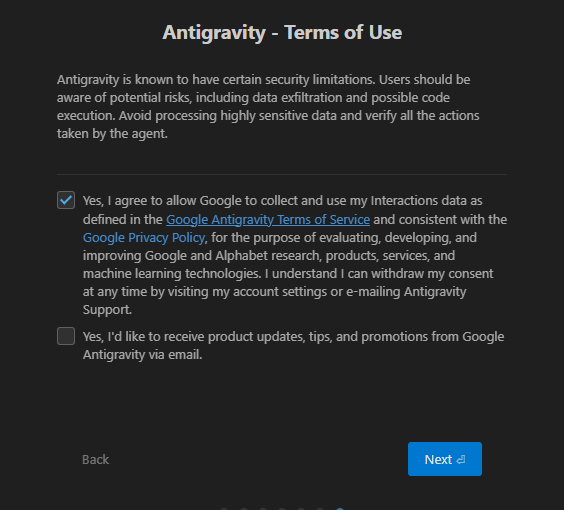 Antigravity - Terms of Use
Antigravity is known to have certain security limitations. Users should be
aware of potential risks, including data exfiltration and possible code
execution. Avoid processing highly sensitive data and verify all the actions
taken by the agent.
Yes, I agree to allow Google to collect and use my Interactions data as
defined in the Google Antigravity Terms of Service and consistent with the
Google Privacy Policy, for the purpose of evaluating, developing, and
improving Google and Alphabet research, products, services, and
machine learning technologies. I understand I can withdraw my consent
at any time by visiting my account settings or e-mailing Antigravity
Support.
Yes, I'd like to receive product updates, tips, and promotions from Google
Antigravity via email.
Back
Next ⏎